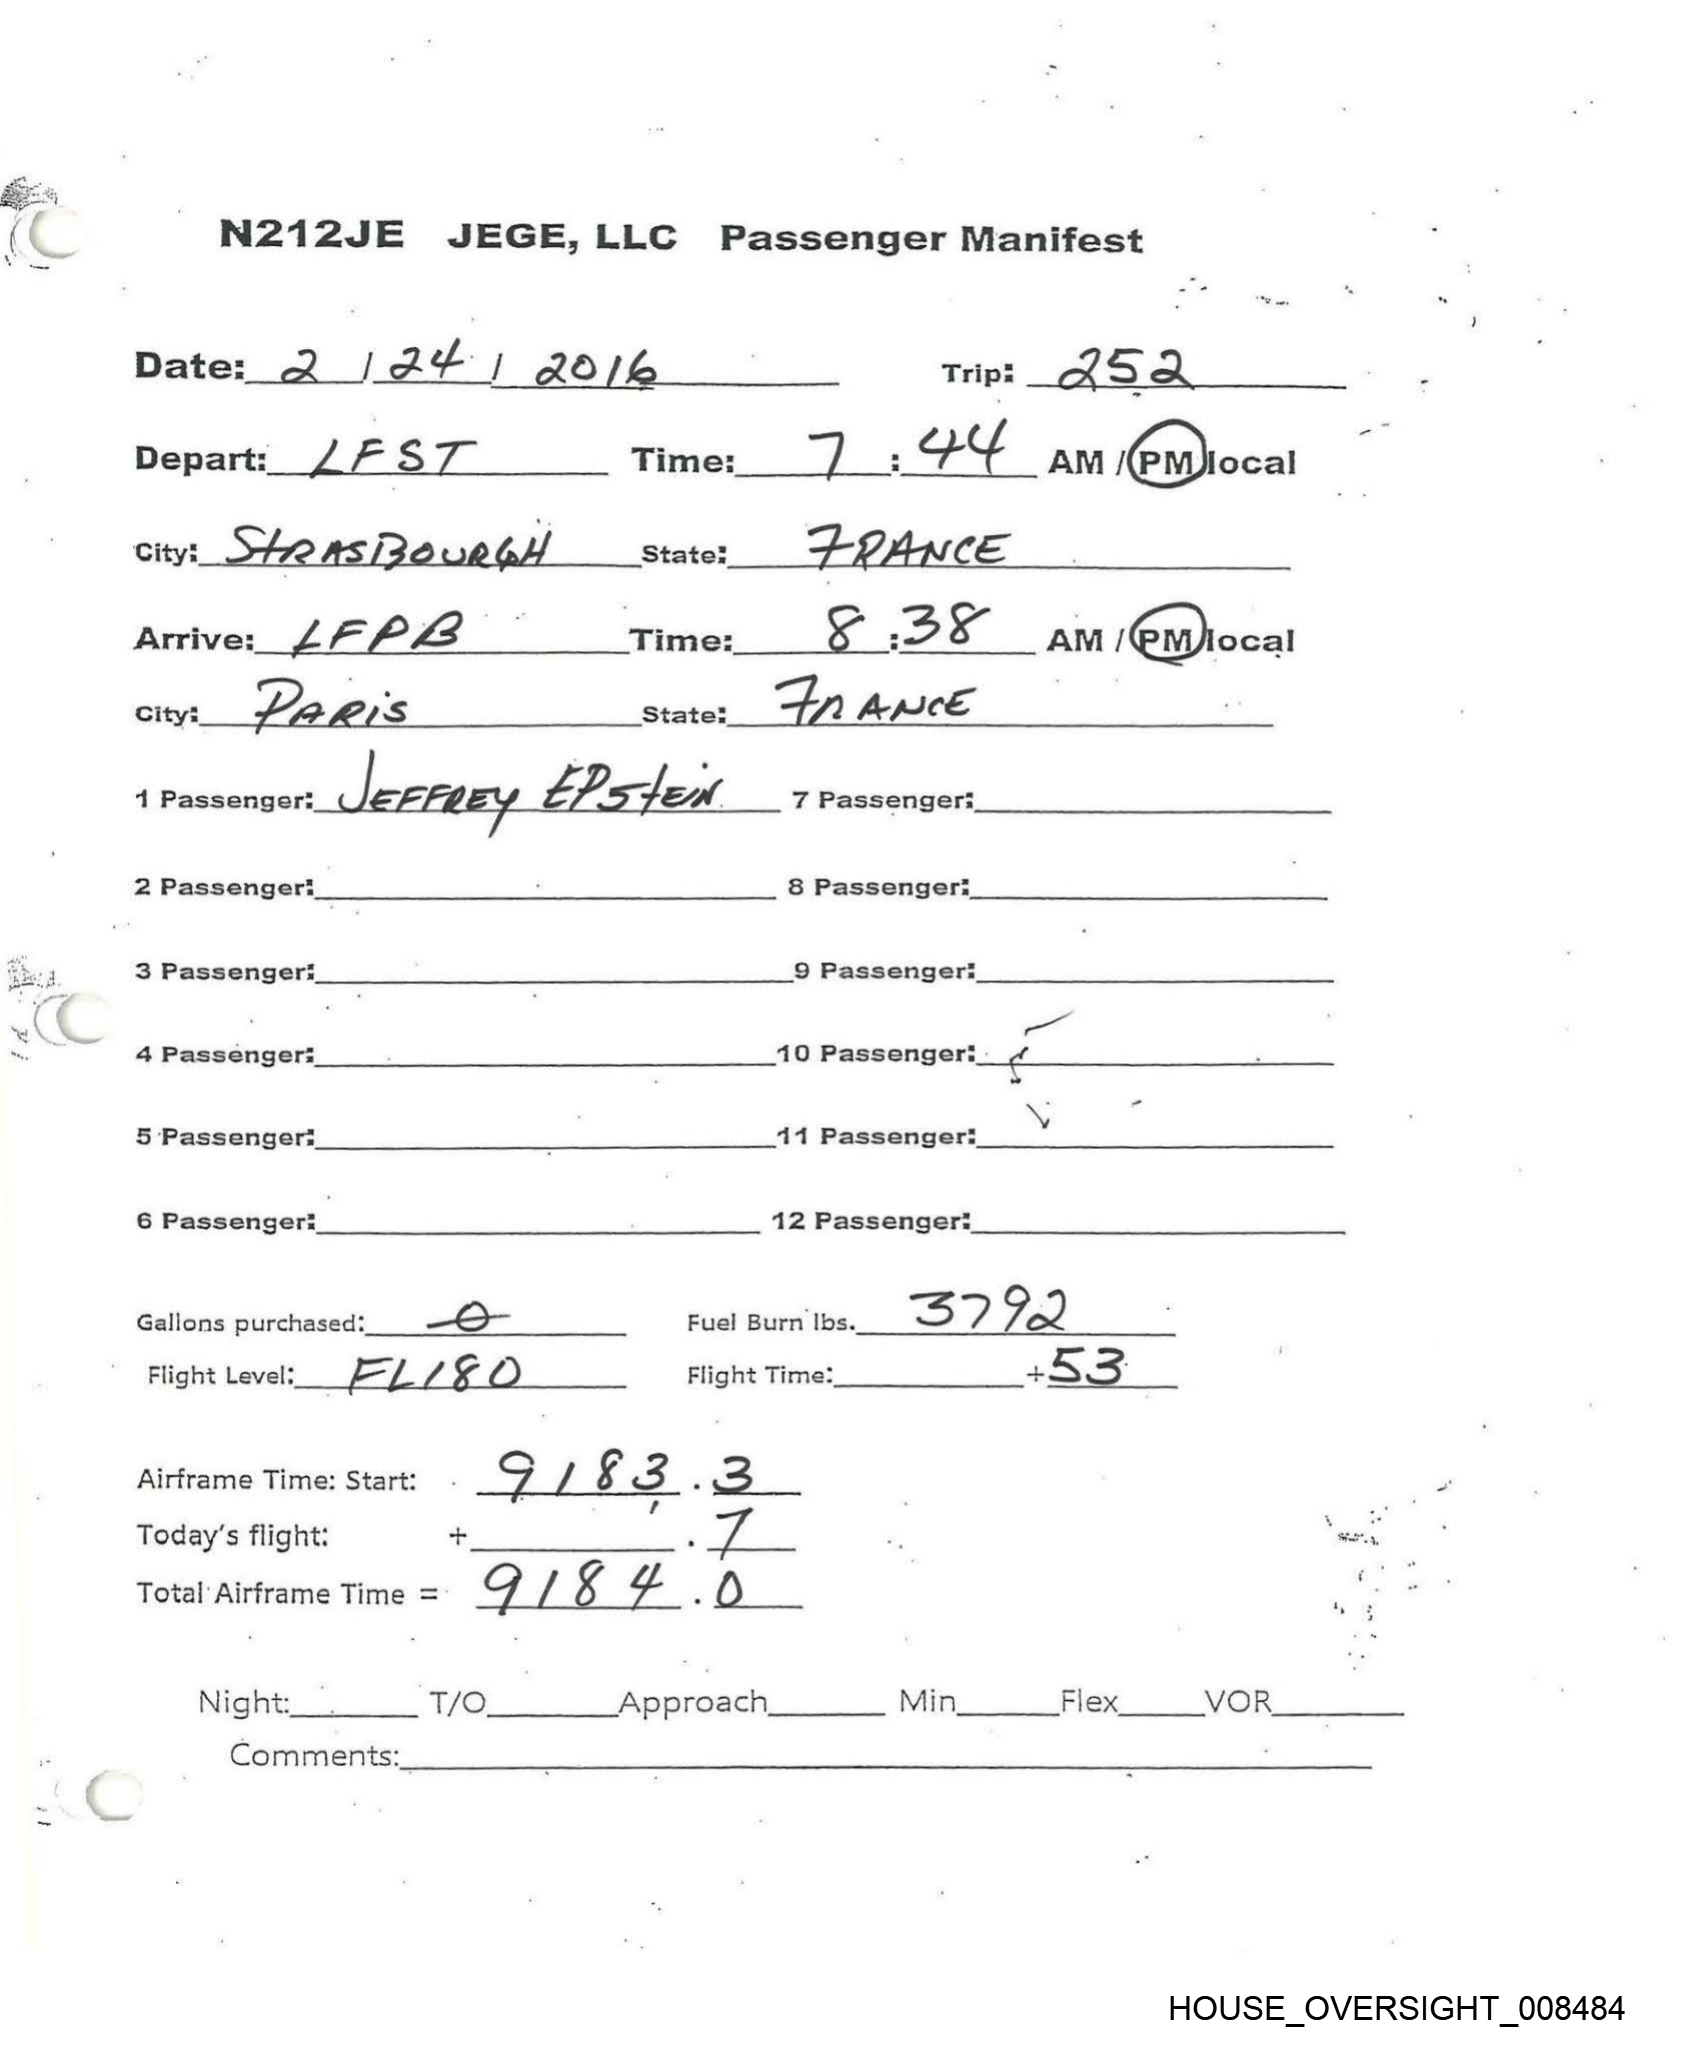 N212JE JEGE, LLC Passenger Manifest
Date: 2 / 24 / 2016 Trip: 252
Depart: LFST Time: 7 : 44 AM / PM local
City: STRASBOURGH State: FRANCE
Arrive: LFPB Time: 8 : 38 AM / PM local
City: PARIS State: FRANCE
1 Passenger: JEFFREY EPSTEIN 7 Passenger:
2 Passenger: 8 Passenger:
3 Passenger: 9 Passenger:
4 Passenger: 10 Passenger:
5 Passenger: 11 Passenger:
6 Passenger: 12 Passenger:
Gallons purchased: 0 Fuel Burn lbs. 3792
Flight Level: FL180 Flight Time: +53
Airframe Time: Start: 9183.3
Today's flight: + .7
Total Airframe Time = 9184.0
Night: T/O Approach Min Flex VOR
Comments:
HOUSE_OVERSIGHT_008484